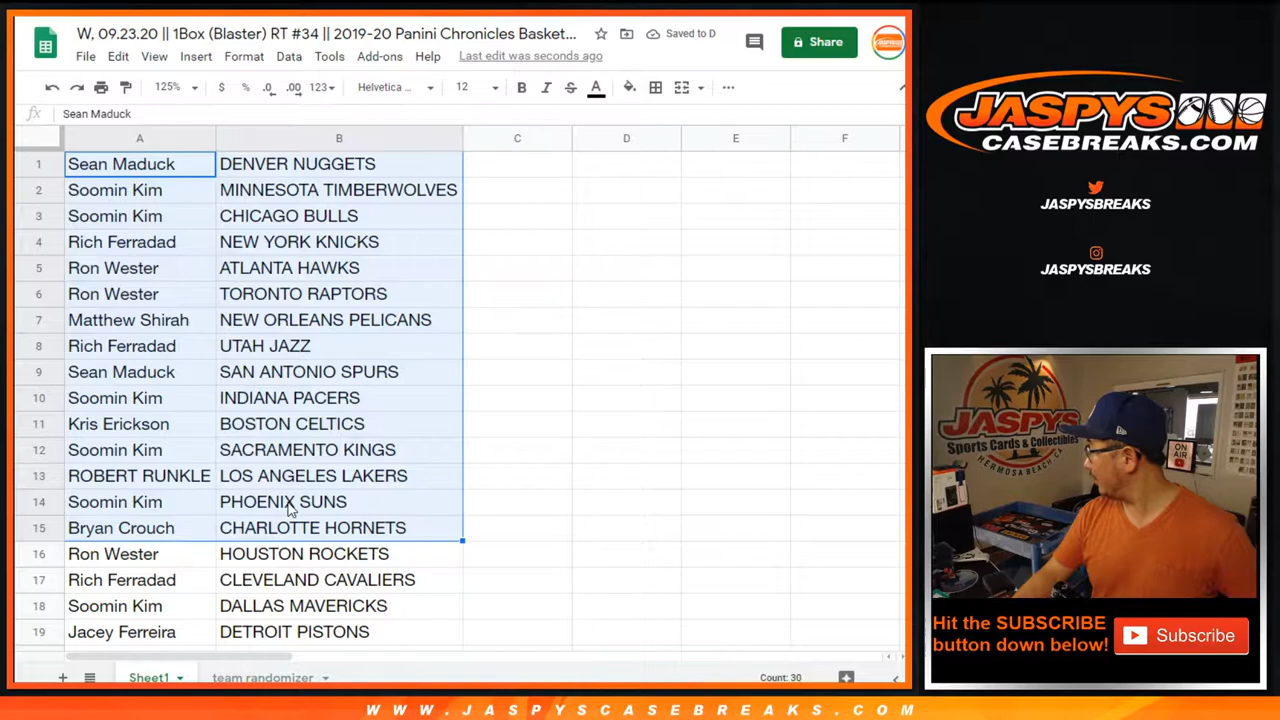 W, 09.23.20 || 1Box (Blaster) RT #34 || 2019-20 Panini Chronicles Basket...
Saved to D
Share
File Edit View Insert Format Data Tools Add-ons Help Last edit was seconds ago
125% $ % .0 .00 123 Helvetica ... 12 B I S A
fx Sean Maduck
A B C D E F
1 Sean Maduck DENVER NUGGETS
2 Soomin Kim MINNESOTA TIMBERWOLVES
3 Soomin Kim CHICAGO BULLS
4 Rich Ferradad NEW YORK KNICKS
5 Ron Wester ATLANTA HAWKS
6 Ron Wester TORONTO RAPTORS
7 Matthew Shirah NEW ORLEANS PELICANS
8 Rich Ferradad UTAH JAZZ
9 Sean Maduck SAN ANTONIO SPURS
10 Soomin Kim INDIANA PACERS
11 Kris Erickson BOSTON CELTICS
12 Soomin Kim SACRAMENTO KINGS
13 ROBERT RUNKLE LOS ANGELES LAKERS
14 Soomin Kim PHOENIX SUNS
15 Bryan Crouch CHARLOTTE HORNETS
16 Ron Wester HOUSTON ROCKETS
17 Rich Ferradad CLEVELAND CAVALIERS
18 Soomin Kim DALLAS MAVERICKS
19 Jacey Ferreira DETROIT PISTONS
Sheet1 team randomizer Count: 30
JASPYS
CASEBREAKS.COM
JASPYSBREAKS
JASPYSBREAKS
JASPYS
Sports Cards & Collectibles
HERMOSA BEACH
ON AIR
Hit the SUBSCRIBE
button down below!
Subscribe
WWW.JASPYSCASEBREAKS.COM